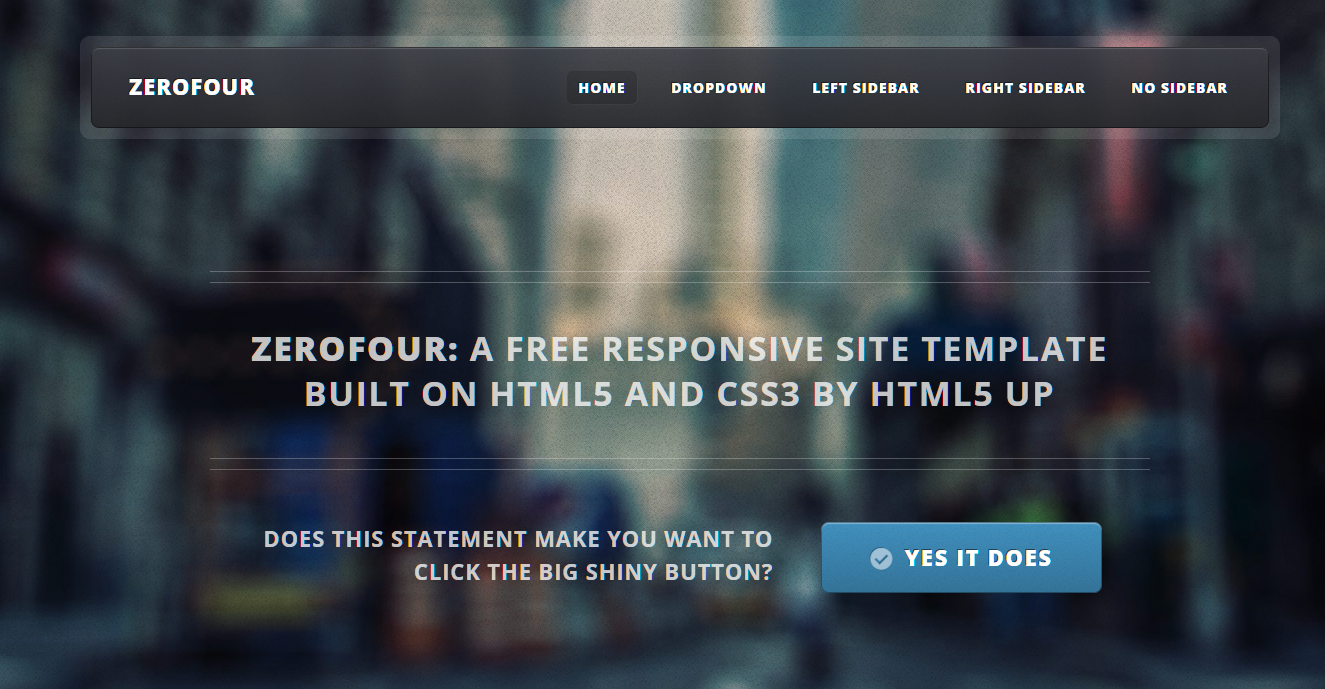 ZEROFOUR
HOME DROPDOWN LEFT SIDEBAR RIGHT SIDEBAR NO SIDEBAR
ZEROFOUR: A FREE RESPONSIVE SITE TEMPLATE
BUILT ON HTML5 AND CSS3 BY HTML5 UP
DOES THIS STATEMENT MAKE YOU WANT TO
CLICK THE BIG SHINY BUTTON?
YES IT DOES